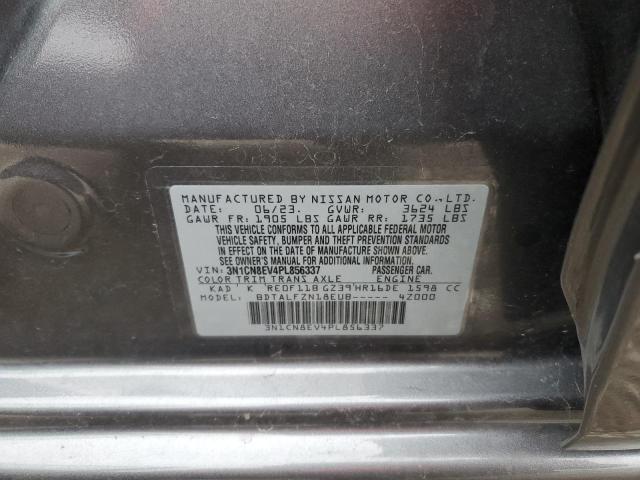 MANUFACTURED BY NISSAN MOTOR CO., LTD.
DATE: 06/23. GVWR: 3624 LBS
GAWR FR: 1905 LBS GAWR RR: 1735 LBS
THIS VEHICLE CONFORMS TO ALL APPLICABLE FEDERAL MOTOR
VEHICLE SAFETY, BUMPER AND THEFT PREVENTION STANDARDS
IN EFFECT ON THE DATE OF MANUFACTURE SHOWN ABOVE.
SEE OWNER'S MANUAL FOR ADDITIONAL INFORMATION
VIN: 3N1CN8EV4PL856337 PASSENGER CAR.
COLOR TRIM TRANS AXLE ENGINE
KAD K RE0F11B GZ39 HR16DE 1598 CC
MODEL: BDTALFZN18EUB----- 4Z000
3N1CN8EV4PL856337